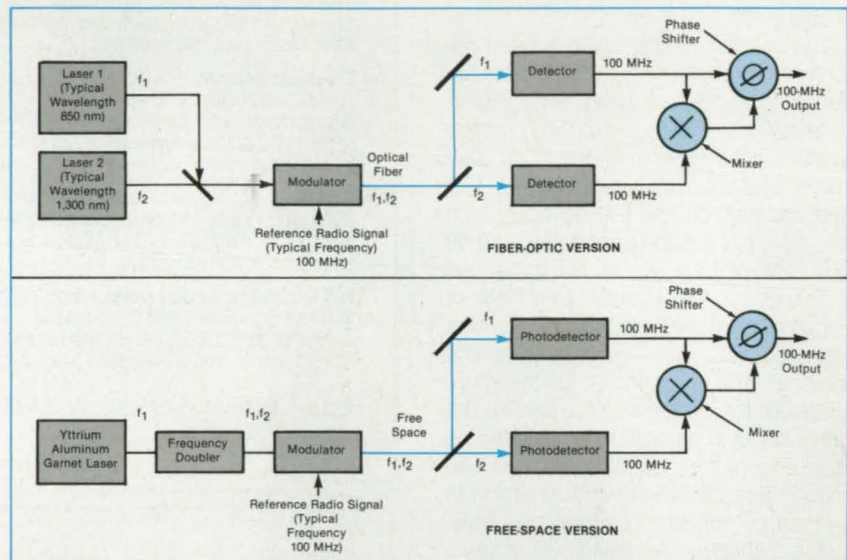 Phase
Shifter
Laser 1
(Typical
Wavelength
850 nm)
f1
f1
Detector
100 MHz
100-MHz
Output
Laser 2
(Typical
Wavelength
1,300 nm)
f2
Modulator
Optical
Fiber
f1,f2
f2
Detector
100 MHz
Mixer
Reference Radio Signal
(Typical Frequency)
100 MHz)
FIBER-OPTIC VERSION
Phase
Shifter
f1
Photodetector
100 MHz
100-MHz
Output
Yttrium
Aluminum
Garnet Laser
f1
Frequency
Doubler
f1,f2
Modulator
Free
Space
f1,f2
f2
Photodetector
100 MHz
Mixer
Reference Radio Signal
(Typical
Frequency
100 MHz)
FREE-SPACE VERSION